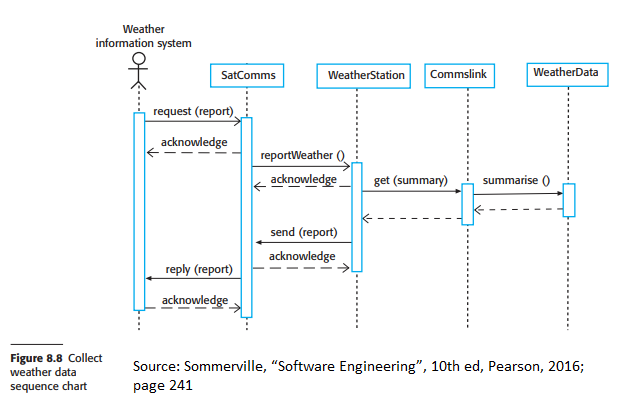 Weather
information system
SatComms
WeatherStation
Commslink
WeatherData
request (report)
acknowledge
reportWeather ()
acknowledge
get (summary)
summarise ()
send (report)
acknowledge
reply (report)
acknowledge
Figure 8.8 Collect
weather data
sequence chart
Source: Sommerville, “Software Engineering”, 10th ed, Pearson, 2016;
page 241